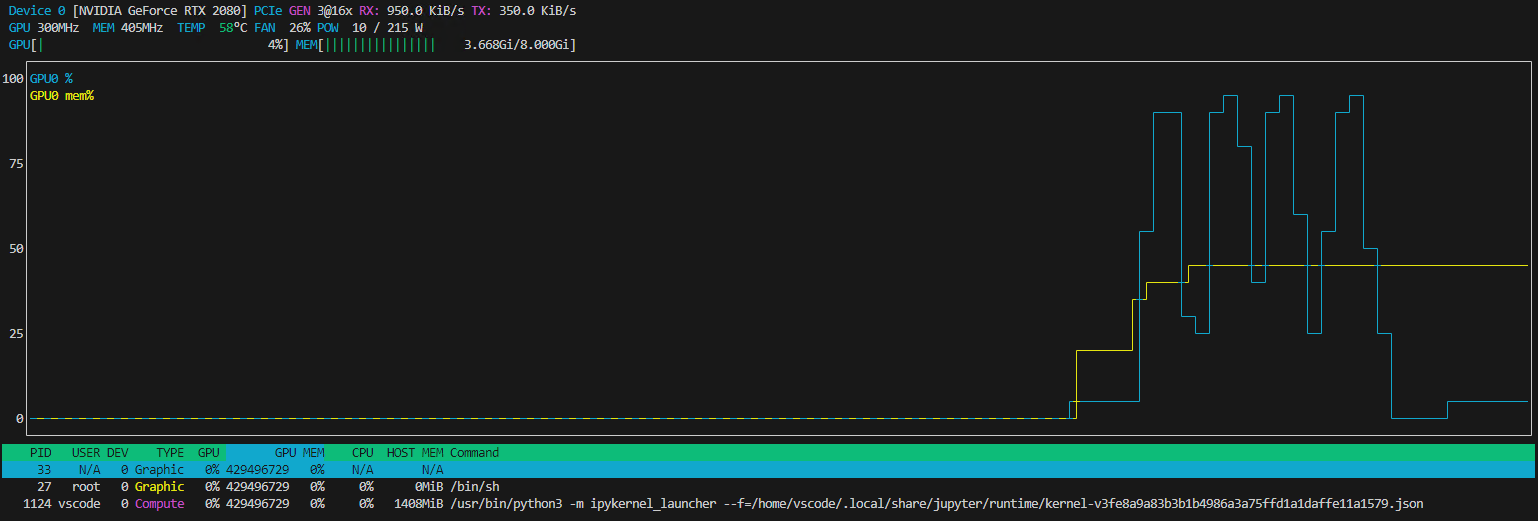 Device 0 [NVIDIA GeForce RTX 2080] PCIe GEN 3@16x RX: 950.0 KiB/s TX: 350.0 KiB/s
GPU 300MHz MEM 405MHz TEMP 58°C FAN 26% POW 10 / 215 W
GPU[| 4%] MEM[|||||||||||||||| 3.668Gi/8.000Gi]
100 GPU0 %
GPU0 mem%
75
50
25
0
PID USER DEV TYPE GPU GPU MEM CPU HOST MEM Command
33 N/A 0 Graphic 0% 429496729 0% N/A N/A
27 root 0 Graphic 0% 429496729 0% 0% 0MiB /bin/sh
1124 vscode 0 Compute 0% 429496729 0% 0% 1408MiB /usr/bin/python3 -m ipykernel_launcher --f=/home/vscode/.local/share/jupyter/runtime/kernel-v3fe8a9a83b3b1b4986a3a75ffd1a1daffe11a1579.json